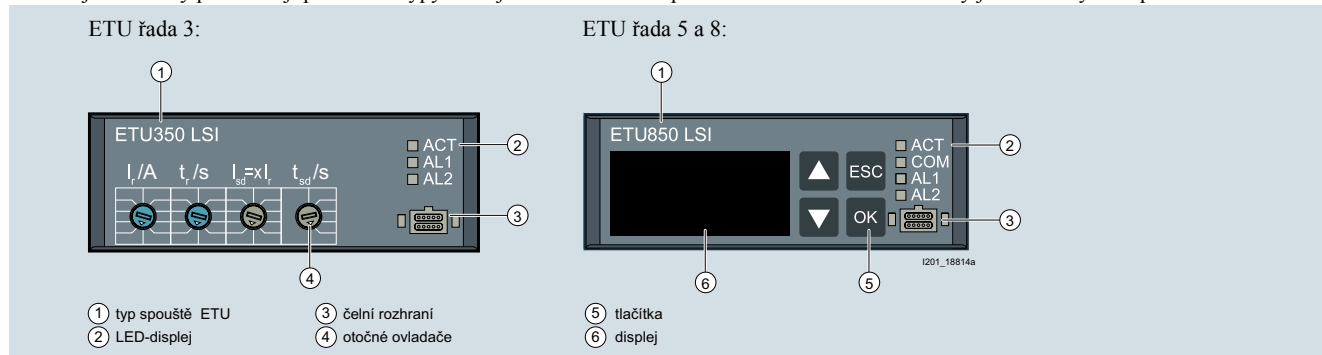 ETU řada 3:
ETU řada 5 a 8:
1
1
ETU350 LSI
ACT
AL1
AL2
2
Ir/A tr/s Isd=xIr tsd/s
3
4
ETU850 LSI
ESC
OK
ACT
COM
AL1
AL2
2
3
I201_18814a
6
5
1 typ spouště ETU
2 LED-displej
3 čelní rozhraní
4 otočné ovladače
5 tlačítka
6 displej